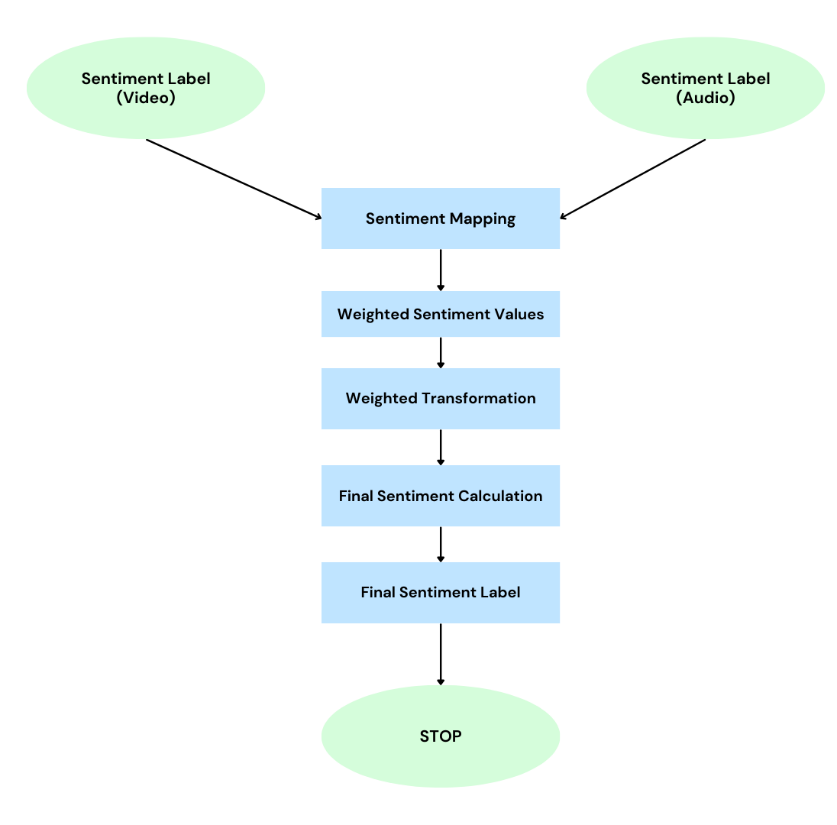 Sentiment Label
(Video)
Sentiment Label
(Audio)
Sentiment Mapping
Weighted Sentiment Values
Weighted Transformation
Final Sentiment Calculation
Final Sentiment Label
STOP